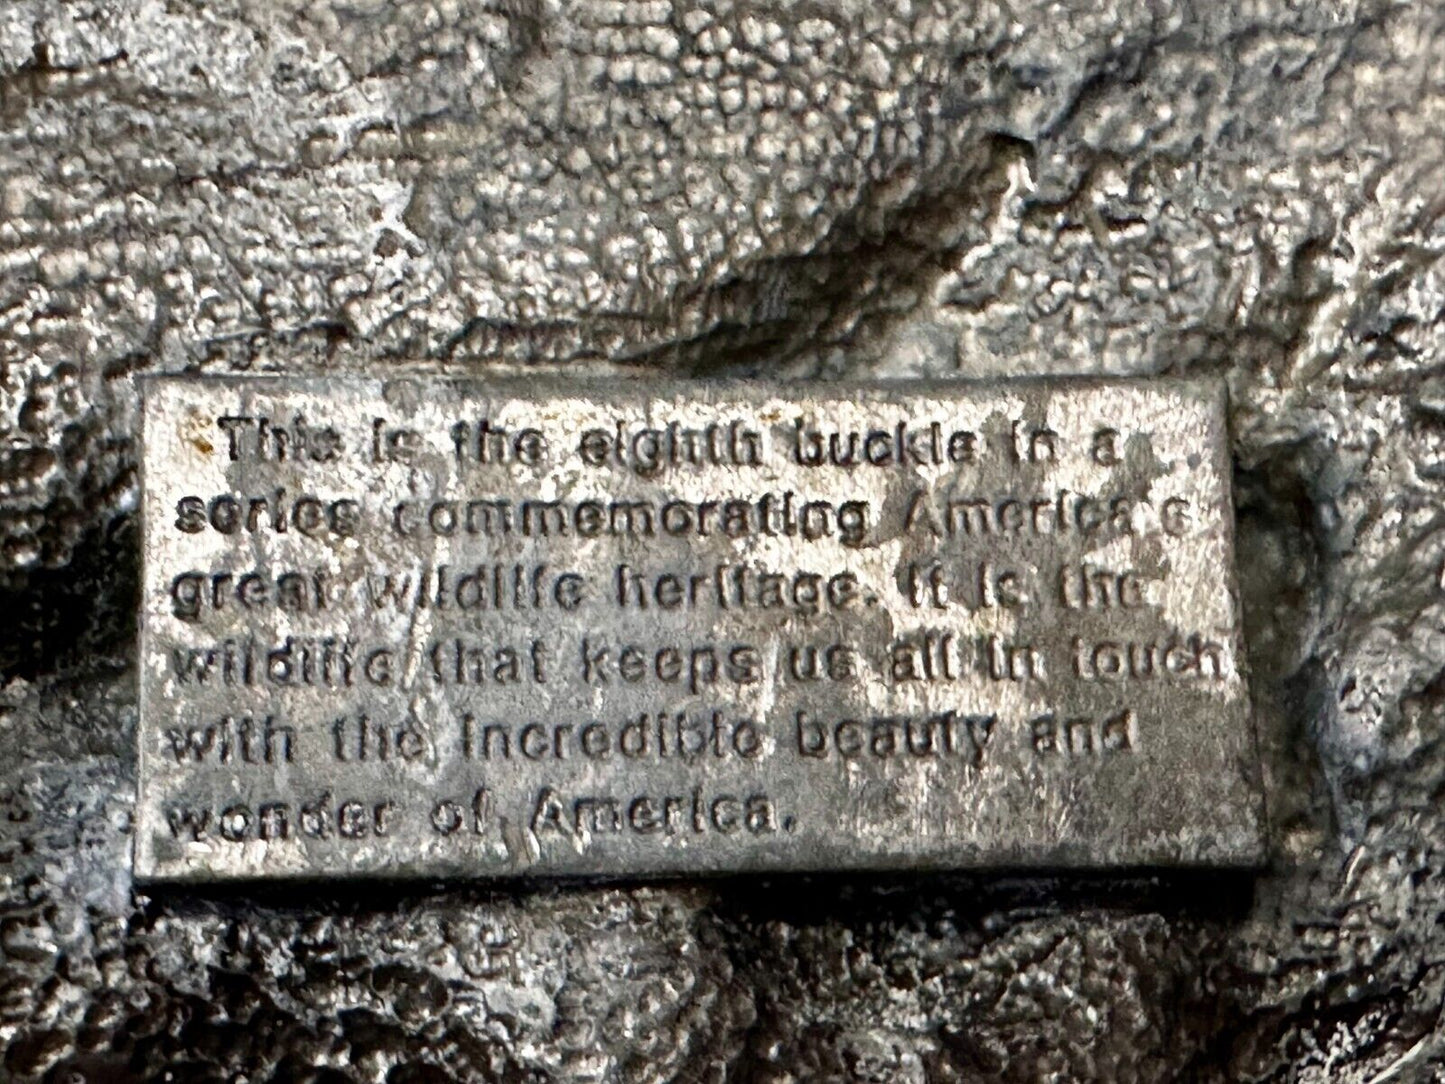 This is the eighth buckle in a
series commemorating America's
great wildlife heritage. It is the
wildlife that keeps us all in touch
with the incredible beauty and
wonder of America.